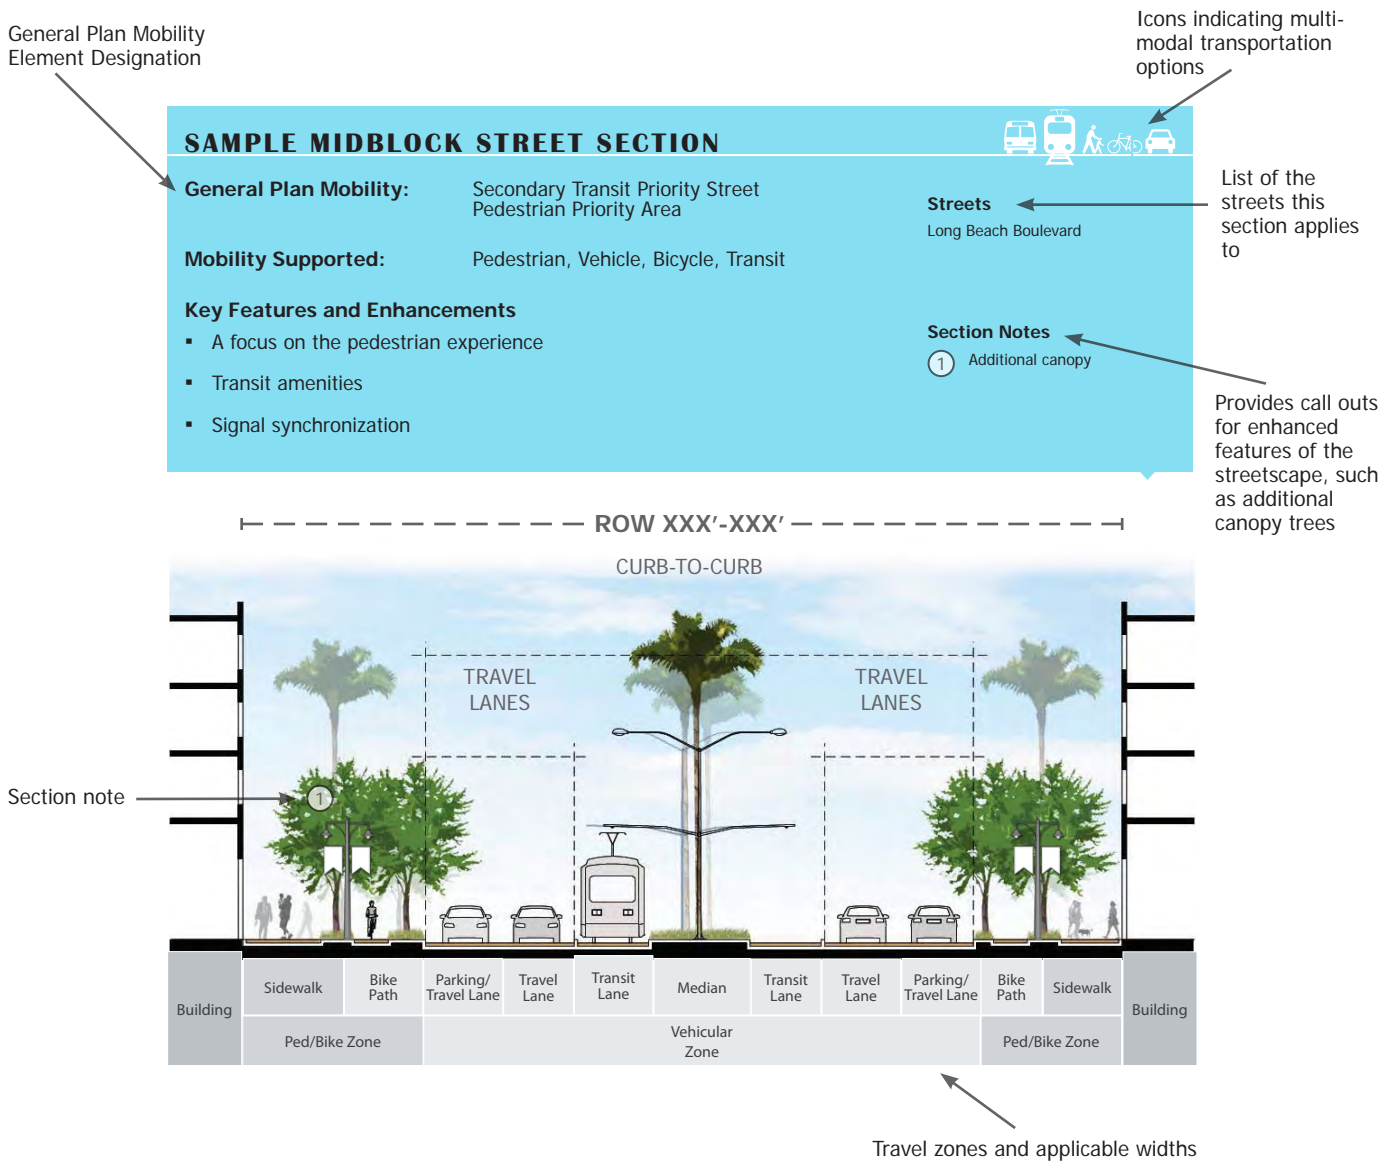 General Plan Mobility
Element Designation
Icons indicating multi-
modal transportation
options
SAMPLE MIDBLOCK STREET SECTION
General Plan Mobility:
Secondary Transit Priority Street
Pedestrian Priority Area
Mobility Supported:
Pedestrian, Vehicle, Bicycle, Transit
Key Features and Enhancements
▪ A focus on the pedestrian experience
▪ Transit amenities
▪ Signal synchronization
Streets
Long Beach Boulevard
Section Notes
1 Additional canopy
List of the
streets this
section applies
to
Provides call outs
for enhanced
features of the
streetscape, such
as additional
canopy trees
ROW XXX'-XXX'
CURB-TO-CURB
TRAVEL
LANES
TRAVEL
LANES
Section note
1
Building
Sidewalk
Bike
Path
Parking/
Travel Lane
Travel
Lane
Transit
Lane
Median
Transit
Lane
Travel
Lane
Parking/
Travel Lane
Bike
Path
Sidewalk
Building
Ped/Bike Zone
Vehicular
Zone
Ped/Bike Zone
Travel zones and applicable widths